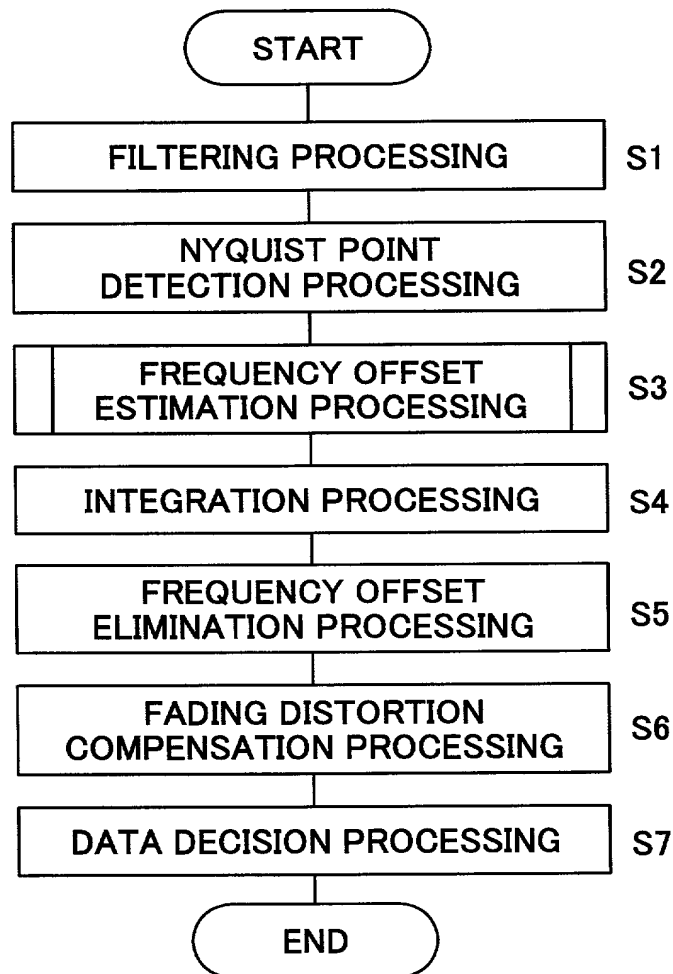 START
FILTERING PROCESSING S1
NYQUIST POINT
DETECTION PROCESSING S2
FREQUENCY OFFSET
ESTIMATION PROCESSING S3
INTEGRATION PROCESSING S4
FREQUENCY OFFSET
ELIMINATION PROCESSING S5
FADING DISTORTION
COMPENSATION PROCESSING S6
DATA DECISION PROCESSING S7
END